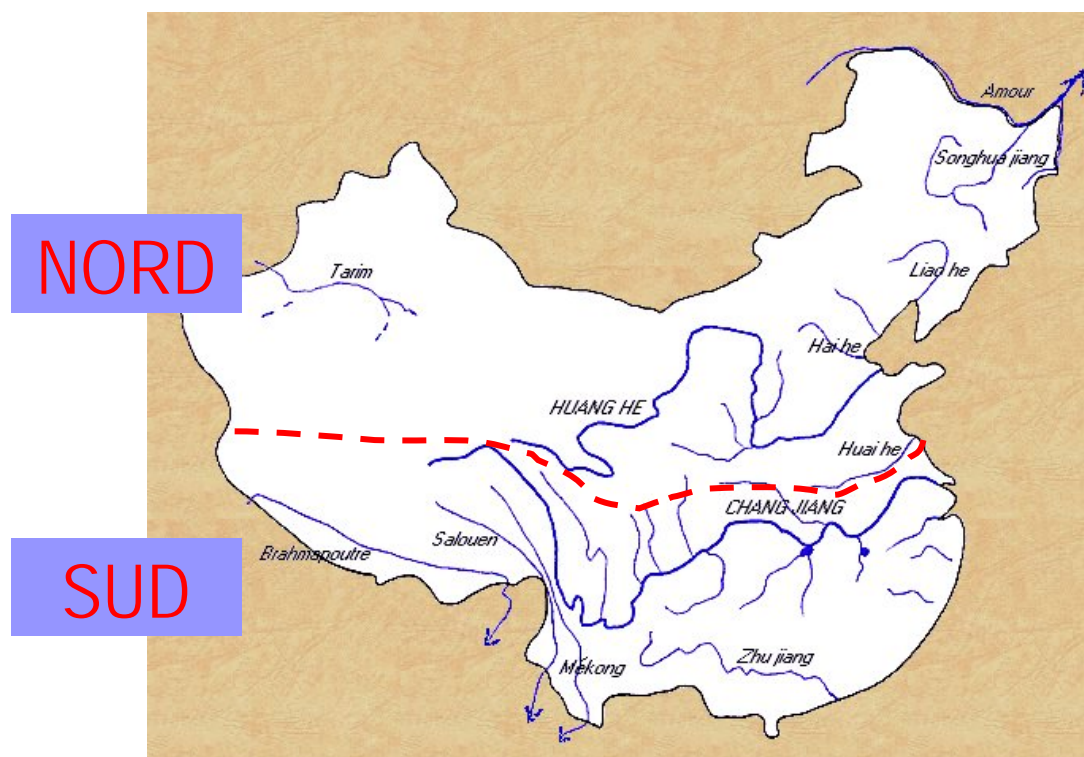 Amour
Songhua jiang
NORD
Tarim
Liao he
Hai he
HUANG HE
Huai he
CHANG JIANG
Salouen
Brahmapoutre
SUD
Mékong
Zhu jiang